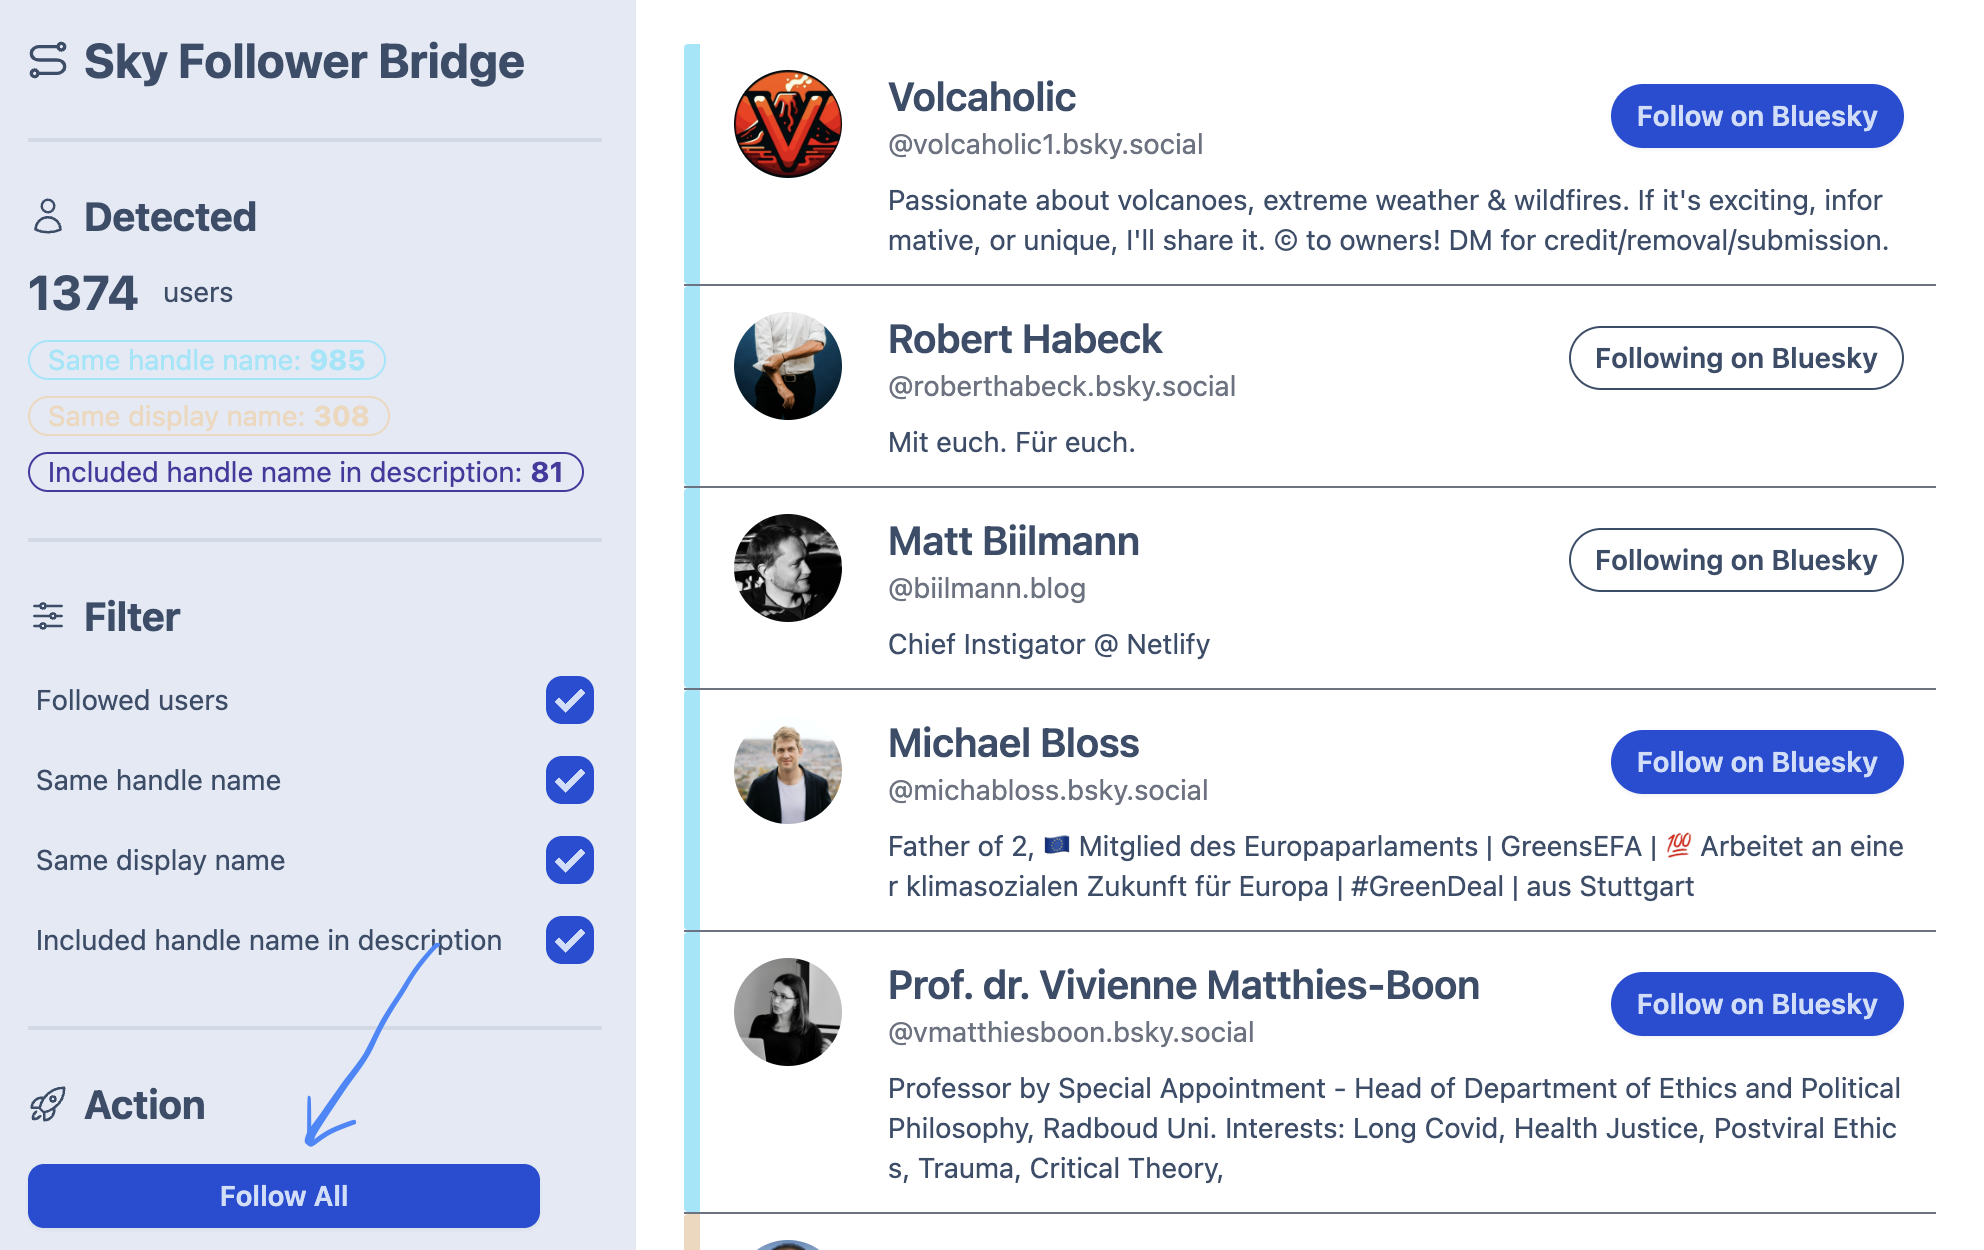 Sky Follower Bridge
Detected
1374 users
Same handle name: 985
Same display name: 308
Included handle name in description: 81
Filter
Followed users
Same handle name
Same display name
Included handle name in description
Action
Follow All
Volcaholic
@volcaholic1.bsky.social
Follow on Bluesky
Passionate about volcanoes, extreme weather & wildfires. If it's exciting, infor
mative, or unique, I'll share it. © to owners! DM for credit/removal/submission.
Robert Habeck
@roberthabeck.bsky.social
Following on Bluesky
Mit euch. Für euch.
Matt Biilmann
@biilmann.blog
Following on Bluesky
Chief Instigator @ Netlify
Michael Bloss
@michabloss.bsky.social
Follow on Bluesky
Father of 2, 🇪🇺 Mitglied des Europaparlaments | GreensEFA | 💯 Arbeitet an eine
r klimasozialen Zukunft für Europa | #GreenDeal | aus Stuttgart
Prof. dr. Vivienne Matthies-Boon
@vmatthiesboon.bsky.social
Follow on Bluesky
Professor by Special Appointment - Head of Department of Ethics and Political
Philosophy, Radboud Uni. Interests: Long Covid, Health Justice, Postviral Ethic
s, Trauma, Critical Theory,